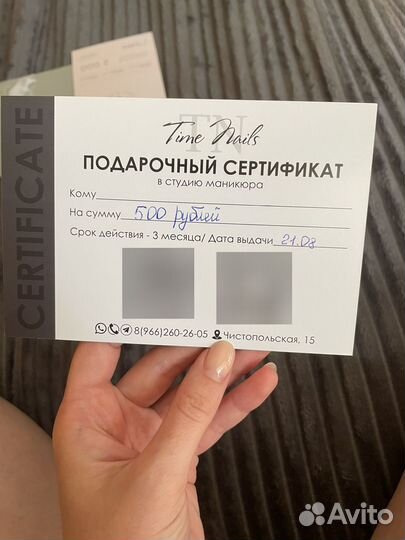 CERTIFICATE
TN
Time Nails
ПОДАРОЧНЫЙ СЕРТИФИКАТ
в студию маникюра
Кому
На сумму 500 рублей
Срок действия - 3 месяца/ Дата выдачи 21.08
8(966)260-26-05 Чистопольская, 15
Avito